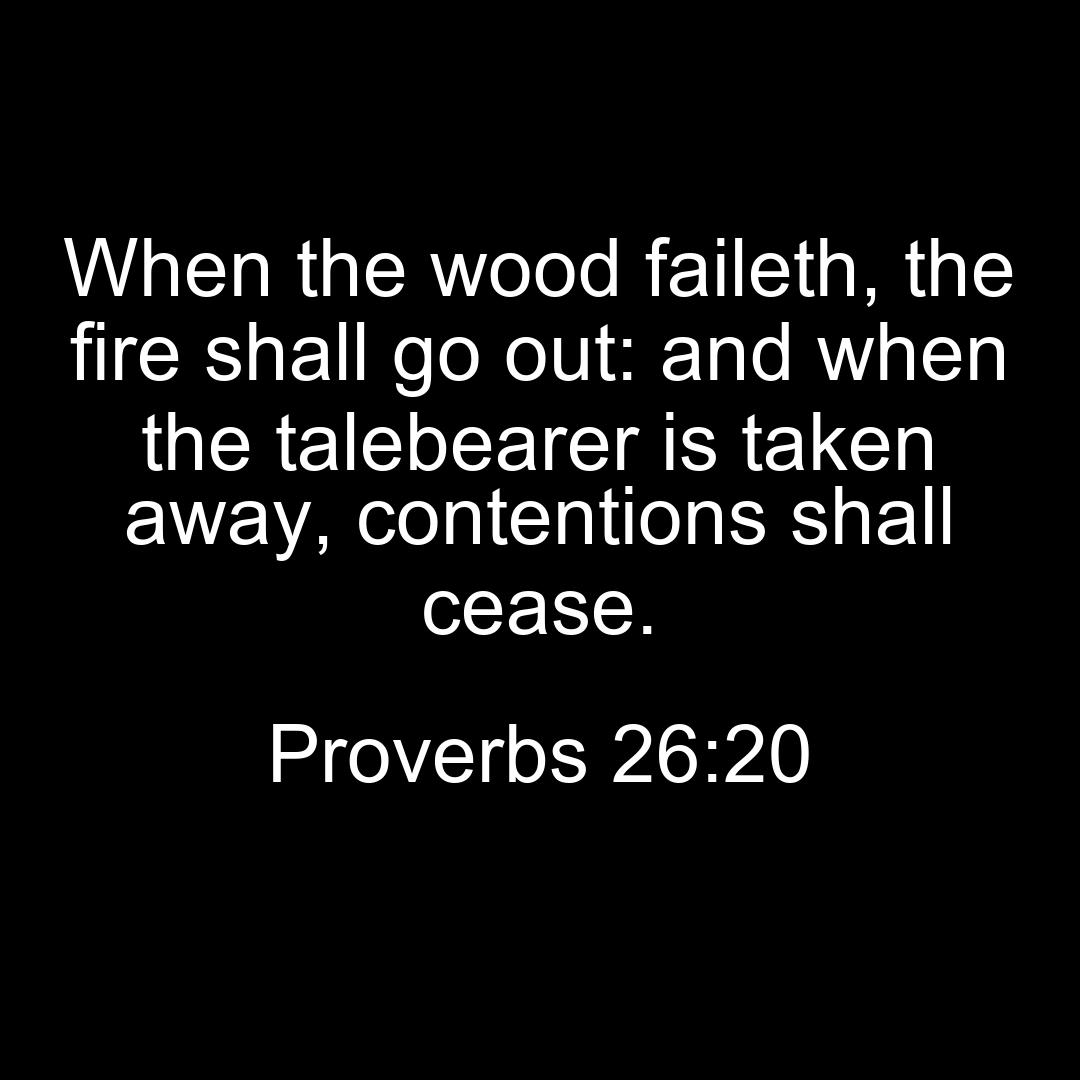 When the wood faileth, the
fire shall go out: and when
the talebearer is taken
away, contentions shall
cease.
Proverbs 26:20